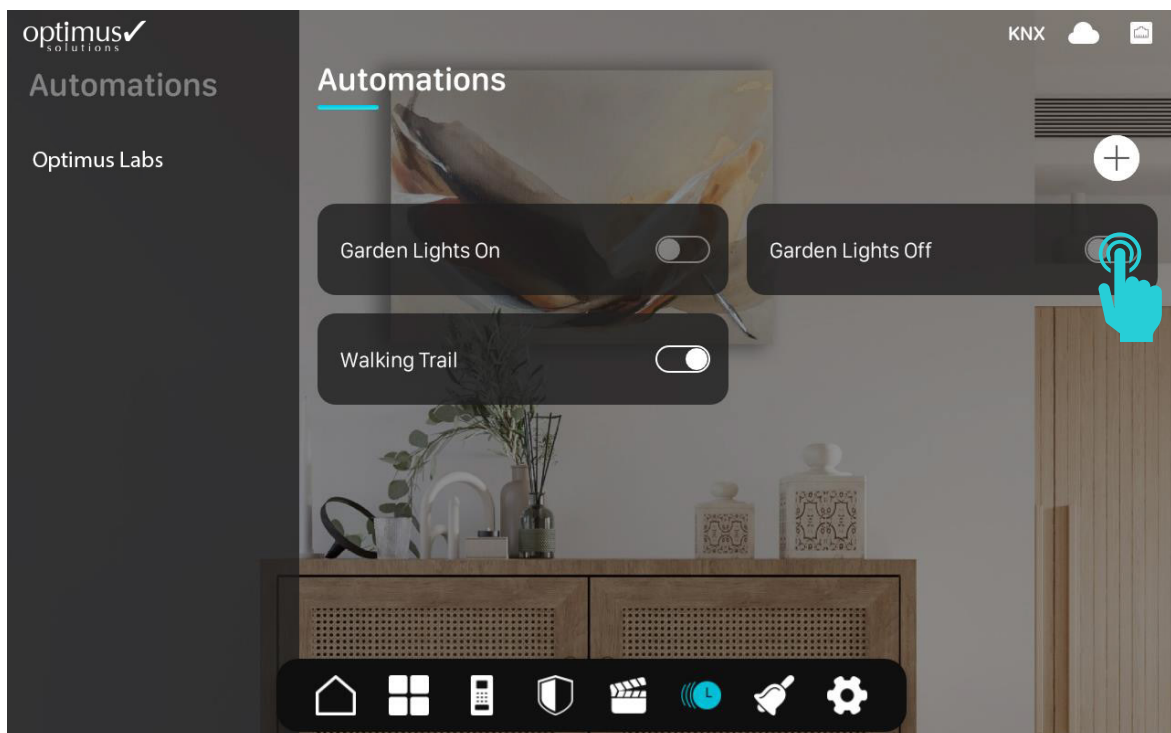 optimus
solutions
KNX
Automations
Automations
Optimus Labs
Garden Lights On
Garden Lights Off
Walking Trail